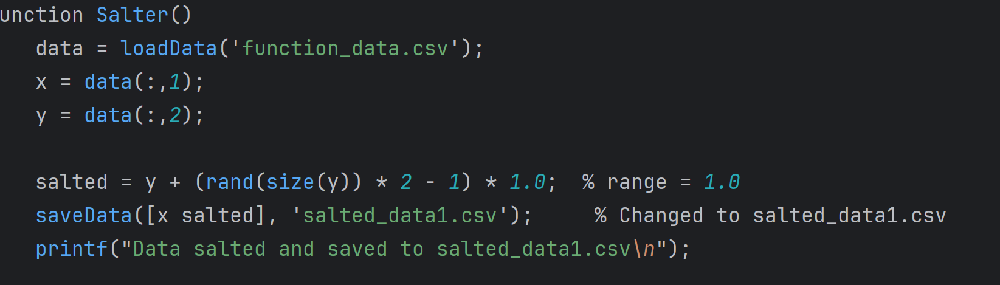 unction Salter()
data = loadData('function_data.csv');
x = data(:,1);
y = data(:,2);
salted = y + (rand(size(y)) * 2 - 1) * 1.0;  % range = 1.0
saveData([x salted], 'salted_data1.csv');     % Changed to salted_data1.csv
printf("Data salted and saved to salted_data1.csv\n");